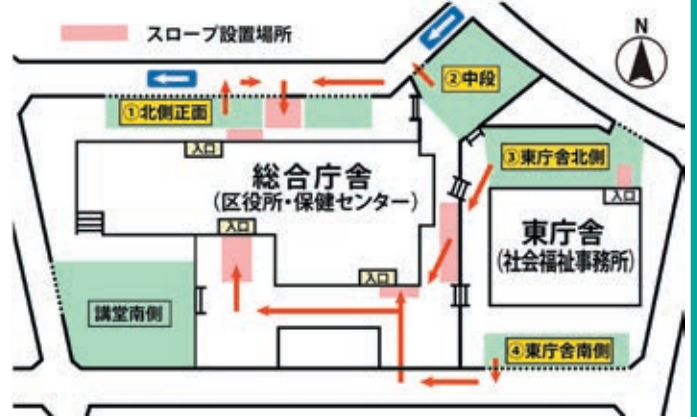 スロープ設置場所
N
②中段
①北側正面
③東庁舎北側
入口
総合庁舎
(区役所・保健センター)
入口
東庁舎
(社会福祉事務所)
入口
入口
講堂南側
④東庁舎南側